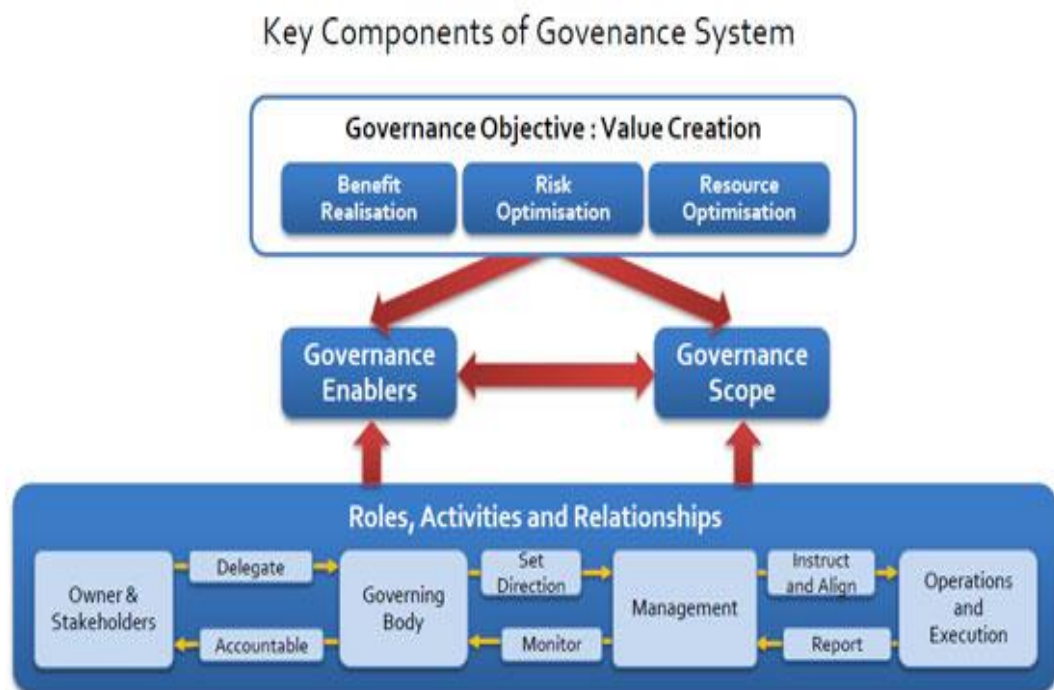 Key Components of Govenance System
Governance Objective : Value Creation
Benefit
Realisation
Risk
Optimisation
Resource
Optimisation
Governance
Enablers
Governance
Scope
Roles, Activities and Relationships
Owner &
Stakeholders
Delegate
Accountable
Governing
Body
Set
Direction
Monitor
Management
Instruct
and Align
Report
Operations
and
Execution